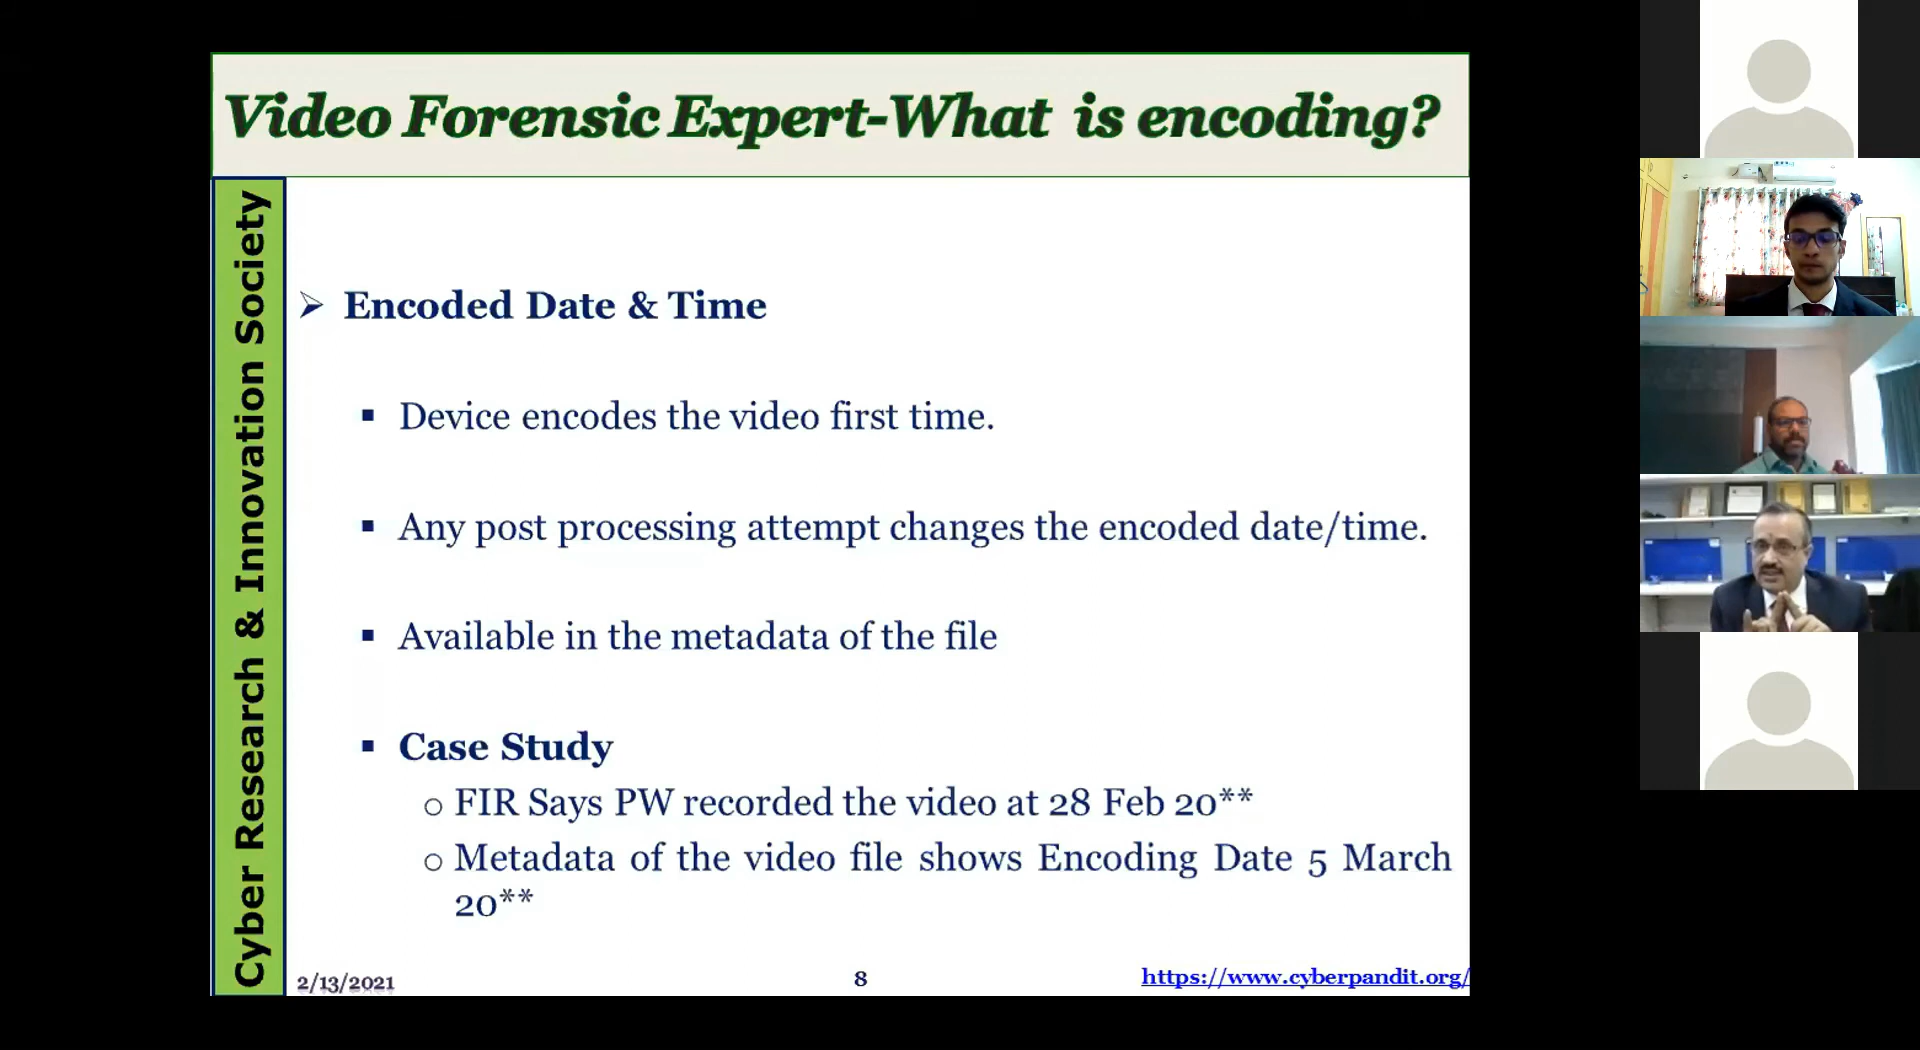 Video Forensic Expert-What is encoding?
Cyber Research & Innovation Society
➢ Encoded Date & Time
▪ Device encodes the video first time.
▪ Any post processing attempt changes the encoded date/time.
▪ Available in the metadata of the file
▪ Case Study
o FIR Says PW recorded the video at 28 Feb 20**
o Metadata of the video file shows Encoding Date 5 March
20**
2/13/2021
8
https://www.cyberpandit.org/